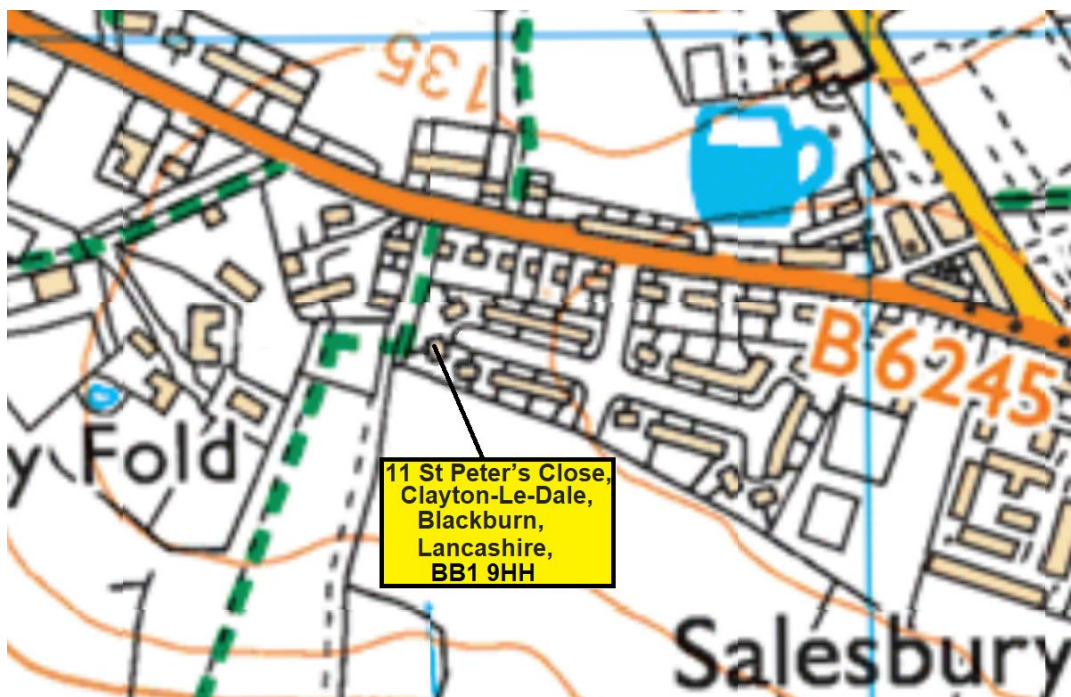 135
B 6245
y Fold
11 St Peter's Close,
Clayton-Le-Dale,
Blackburn,
Lancashire,
BB1 9HH
Salesbury